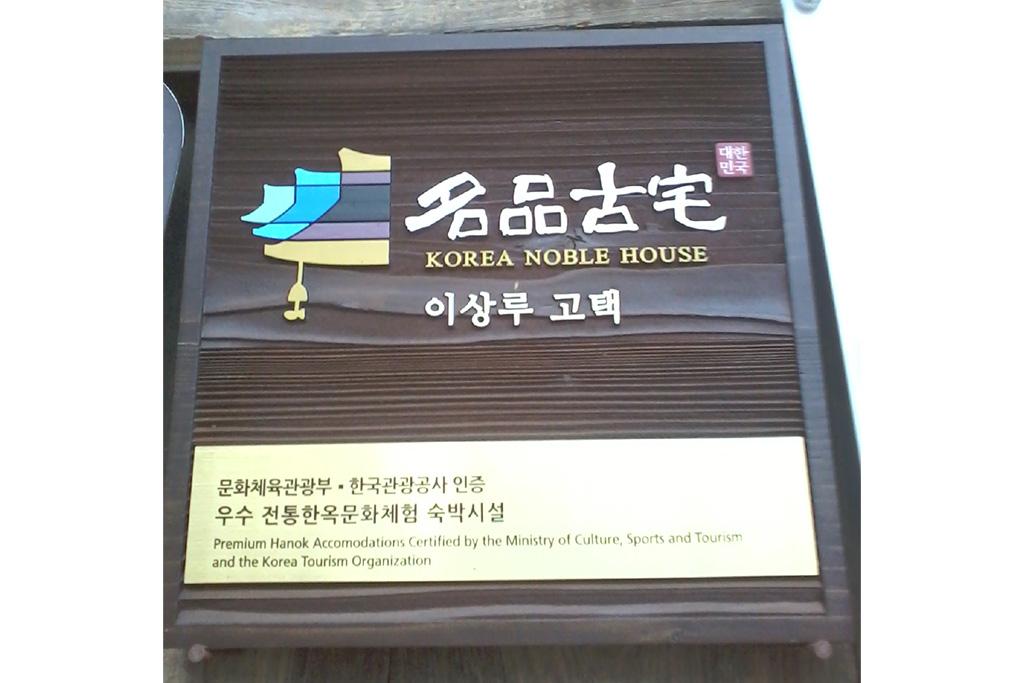 名品古宅
대한
민국
KOREA NOBLE HOUSE
이상루 고택
문화체육관광부 ▪ 한국관광공사 인증
우수 전통한옥문화체험 숙박시설
Premium Hanok Accomodations Certified by the Ministry of Culture, Sports and Tourism
and the Korea Tourism Organization